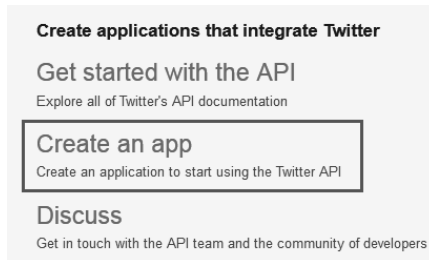 Create applications that integrate Twitter
Get started with the API
Explore all of Twitter's API documentation
Create an app
Create an application to start using the Twitter API
Discuss
Get in touch with the API team and the community of developers